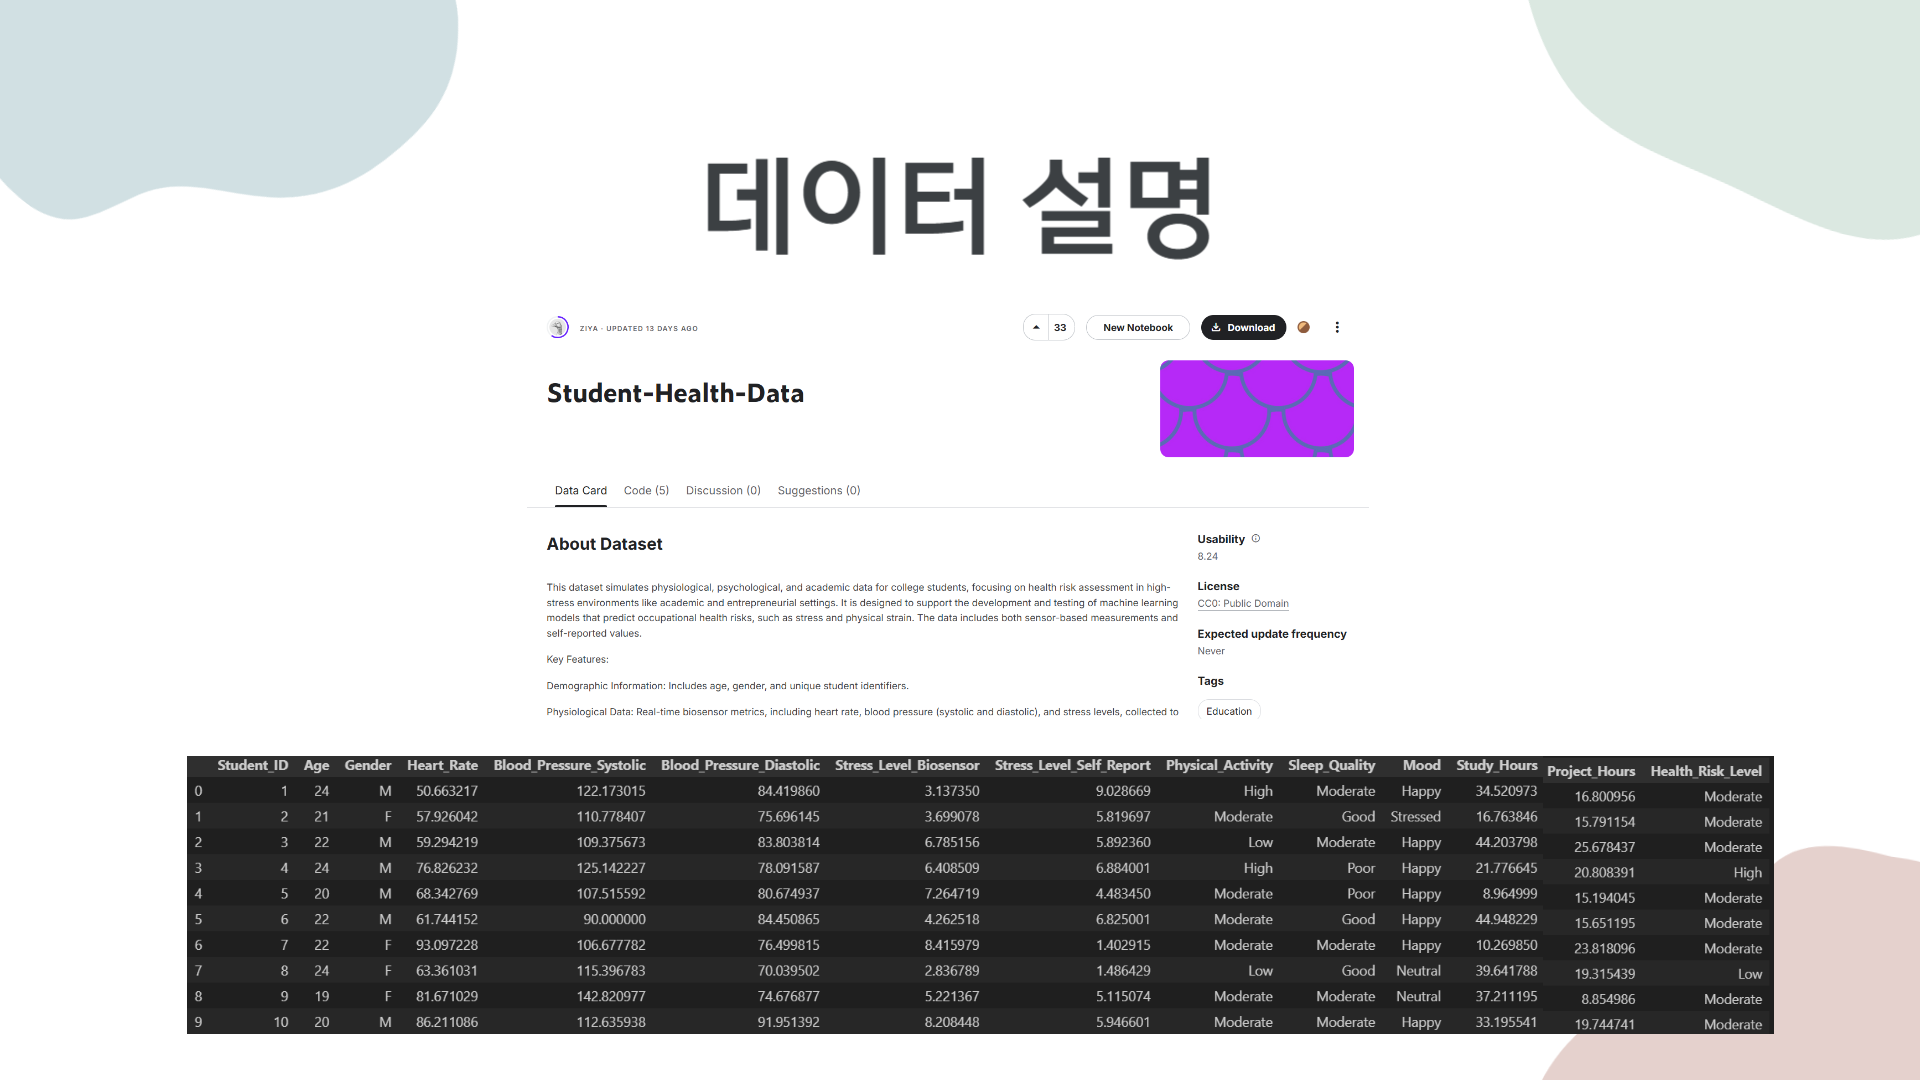 데이터 설명
ZIYA · UPDATED 13 DAYS AGO
33
New Notebook
Download
Student-Health-Data
Data Card Code (5) Discussion (0) Suggestions (0)
About Dataset
This dataset simulates physiological, psychological, and academic data for college students, focusing on health risk assessment in high-
stress environments like academic and entrepreneurial settings. It is designed to support the development and testing of machine learning
models that predict occupational health risks, such as stress and physical strain. The data includes both sensor-based measurements and
self-reported values.
Key Features:
Demographic Information: Includes age, gender, and unique student identifiers.
Physiological Data: Real-time biosensor metrics, including heart rate, blood pressure (systolic and diastolic), and stress levels, collected to
Usability
8.24
License
CC0: Public Domain
Expected update frequency
Never
Tags
Education
Student_ID Age Gender Heart_Rate Blood_Pressure_Systolic Blood_Pressure_Diastolic Stress_Level_Biosensor Stress_Level_Self_Report Physical_Activity Sleep_Quality Mood Study_Hours Project_Hours Health_Risk_Level
0 1 24 M 50.663217 122.173015 84.419860 3.137350 9.028669 High Moderate Happy 34.520973 16.800956 Moderate
1 2 21 F 57.926042 110.778407 75.696145 3.699078 5.819697 Moderate Good Stressed 16.763846 15.791154 Moderate
2 3 22 M 59.294219 109.375673 83.803814 6.785156 5.892360 Low Moderate Happy 44.203798 25.678437 Moderate
3 4 24 M 76.826232 125.142227 78.091587 6.408509 6.884001 High Poor Happy 21.776645 20.808391 High
4 5 20 M 68.342769 107.515592 80.674937 7.264719 4.483450 Moderate Poor Happy 8.964999 15.194045 Moderate
5 6 22 M 61.744152 90.000000 84.450865 4.262518 6.825001 Moderate Good Happy 44.948229 15.651195 Moderate
6 7 22 F 93.097228 106.677782 76.499815 8.415979 1.402915 Moderate Moderate Happy 10.269850 23.818096 Moderate
7 8 24 F 63.361031 115.396783 70.039502 2.836789 1.486429 Low Good Neutral 39.641788 19.315439 Low
8 9 19 F 81.671029 142.820977 74.676877 5.221367 5.115074 Moderate Moderate Neutral 37.211195 8.854986 Moderate
9 10 20 M 86.211086 112.635938 91.951392 8.208448 5.946601 Moderate Moderate Happy 33.195541 19.744741 Moderate